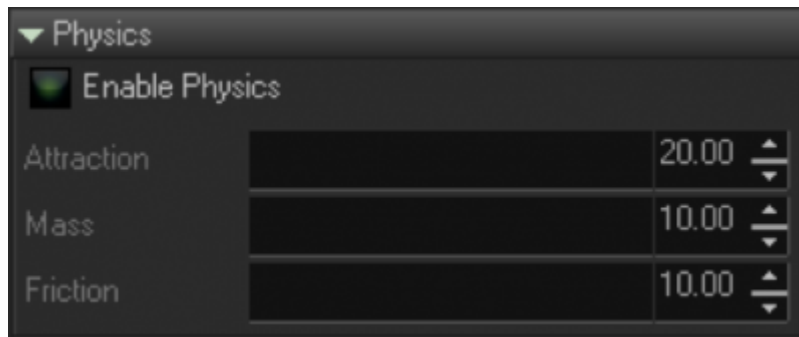 Physics
Enable Physics
Attraction 20.00
Mass 10.00
Friction 10.00